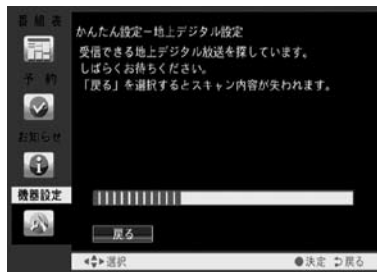 番組表
予約
お知らせ
機器設定
かんたん設定－地上デジタル設定
受信できる地上デジタル放送を探しています。
しばらくお待ちください。
「戻る」を選択するとスキャン内容が失われます。
戻る
選択
決定 戻る